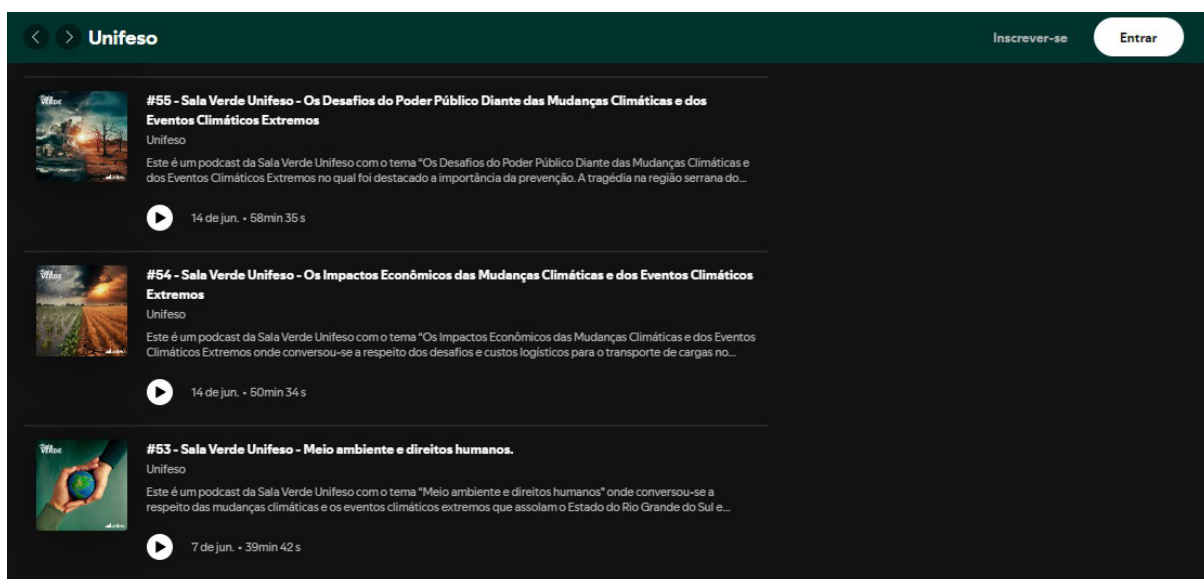 Unifeso
Inscrever-se
Entrar
#55 - Sala Verde Unifeso - Os Desafios do Poder Público Diante das Mudanças Climáticas e dos
Eventos Climáticos Extremos
Unifeso
Este é um podcast da Sala Verde Unifeso com o tema "Os Desafios do Poder Público Diante das Mudanças Climáticas e
dos Eventos Climáticos Extremos no qual foi destacado a importância da prevenção. A tragédia na região serrana do...
14 de jun. • 58min 35 s
#54 - Sala Verde Unifeso - Os Impactos Econômicos das Mudanças Climáticas e dos Eventos Climáticos
Extremos
Unifeso
Este é um podcast da Sala Verde Unifeso com o tema "Os Impactos Econômicos das Mudanças Climáticas e dos Eventos
Climáticos Extremos onde conversou-se a respeito dos desafios e custos logísticos para o transporte de cargas no...
14 de jun. • 50min 34 s
#53 - Sala Verde Unifeso - Meio ambiente e direitos humanos.
Unifeso
Este é um podcast da Sala Verde Unifeso com o tema "Meio ambiente e direitos humanos" onde conversou-se a
respeito das mudanças climáticas e os eventos climáticos extremos que assolam o Estado do Rio Grande do Sul e...
7 de jun. • 39min 42 s